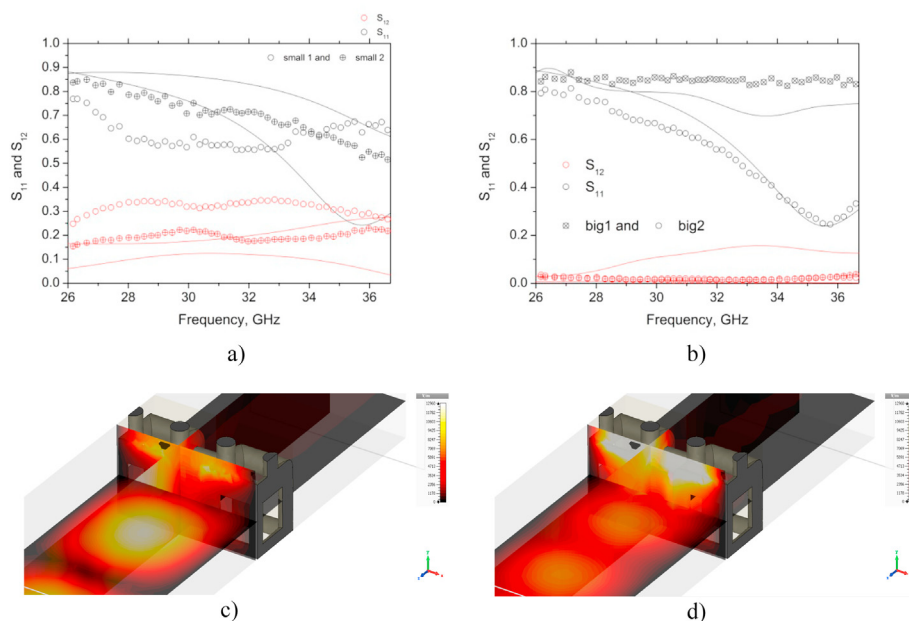 S12
S11
small 1 and small 2
1.0
0.9
0.8
0.7
0.6
0.5
0.4
0.3
0.2
0.1
0.0
S11 and S12
26 28 30 32 34 36
Frequency, GHz
a)
1.0
0.8
0.6
0.4
0.2
0.0
S11 and S12
S12
S11
big1 and big2
26 28 30 32 34 36
Frequency, GHz
b)
c)
d)